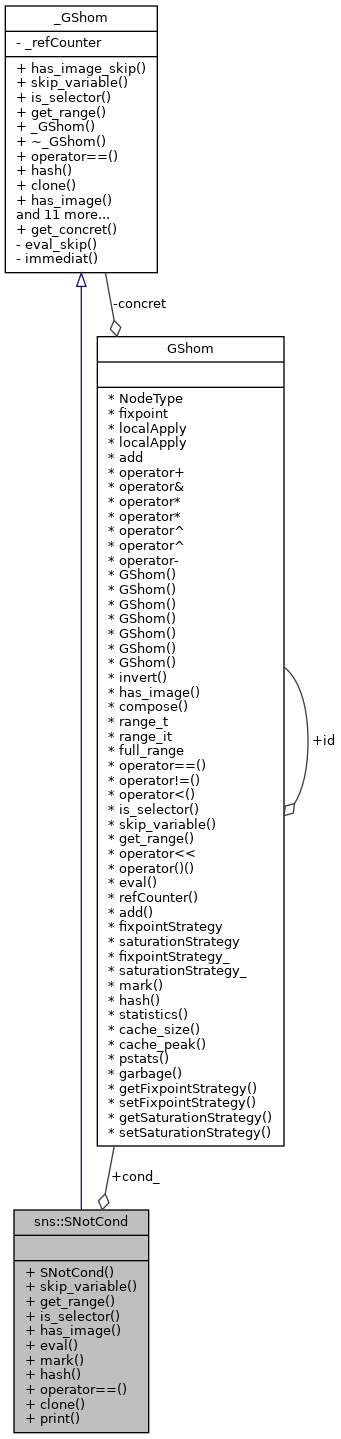 _GShom
- _refCounter
+ has_image_skip()
+ skip_variable()
+ is_selector()
+ get_range()
+ _GShom()
+ ~_GShom()
+ operator==()
+ hash()
+ clone()
+ has_image()
and 11 more...
+ get_concret()
- eval_skip()
- immediat()
-concret
GShom
* NodeType
* fixpoint
* localApply
* localApply
* add
* operator+
* operator&
* operator*
* operator*
* operator^
* operator^
* operator-
* GShom()
* GShom()
* GShom()
* GShom()
* GShom()
* GShom()
* GShom()
* invert()
* has_image()
* compose()
* range_t
* range_it
* full_range
* operator==()
* operator!=()
* operator<()
* is_selector()
* skip_variable()
* get_range()
* operator<<
* operator()()
* eval()
* refCounter()
* add()
* fixpointStrategy
* saturationStrategy
* fixpointStrategy_
* saturationStrategy_
* mark()
* hash()
* statistics()
* cache_size()
* cache_peak()
* pstats()
* garbage()
* getFixpointStrategy()
* setFixpointStrategy()
* getSaturationStrategy()
* setSaturationStrategy()
+id
+cond_
sns::SNotCond
+ SNotCond()
+ skip_variable()
+ get_range()
+ is_selector()
+ has_image()
+ eval()
+ mark()
+ hash()
+ operator==()
+ clone()
+ print()